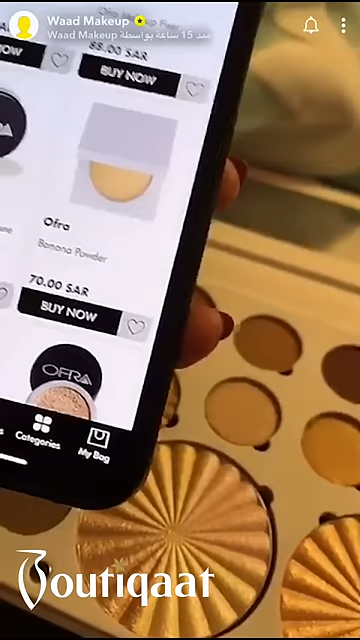 Waad Makeup
Waad Makeup منذ 15 ساعة بواسطة
88.00 SAR
BUY NOW
Ofra
Banana Powder
70.00 SAR
BUY NOW
OFRA
Categories
My Bag
Boutiqaat